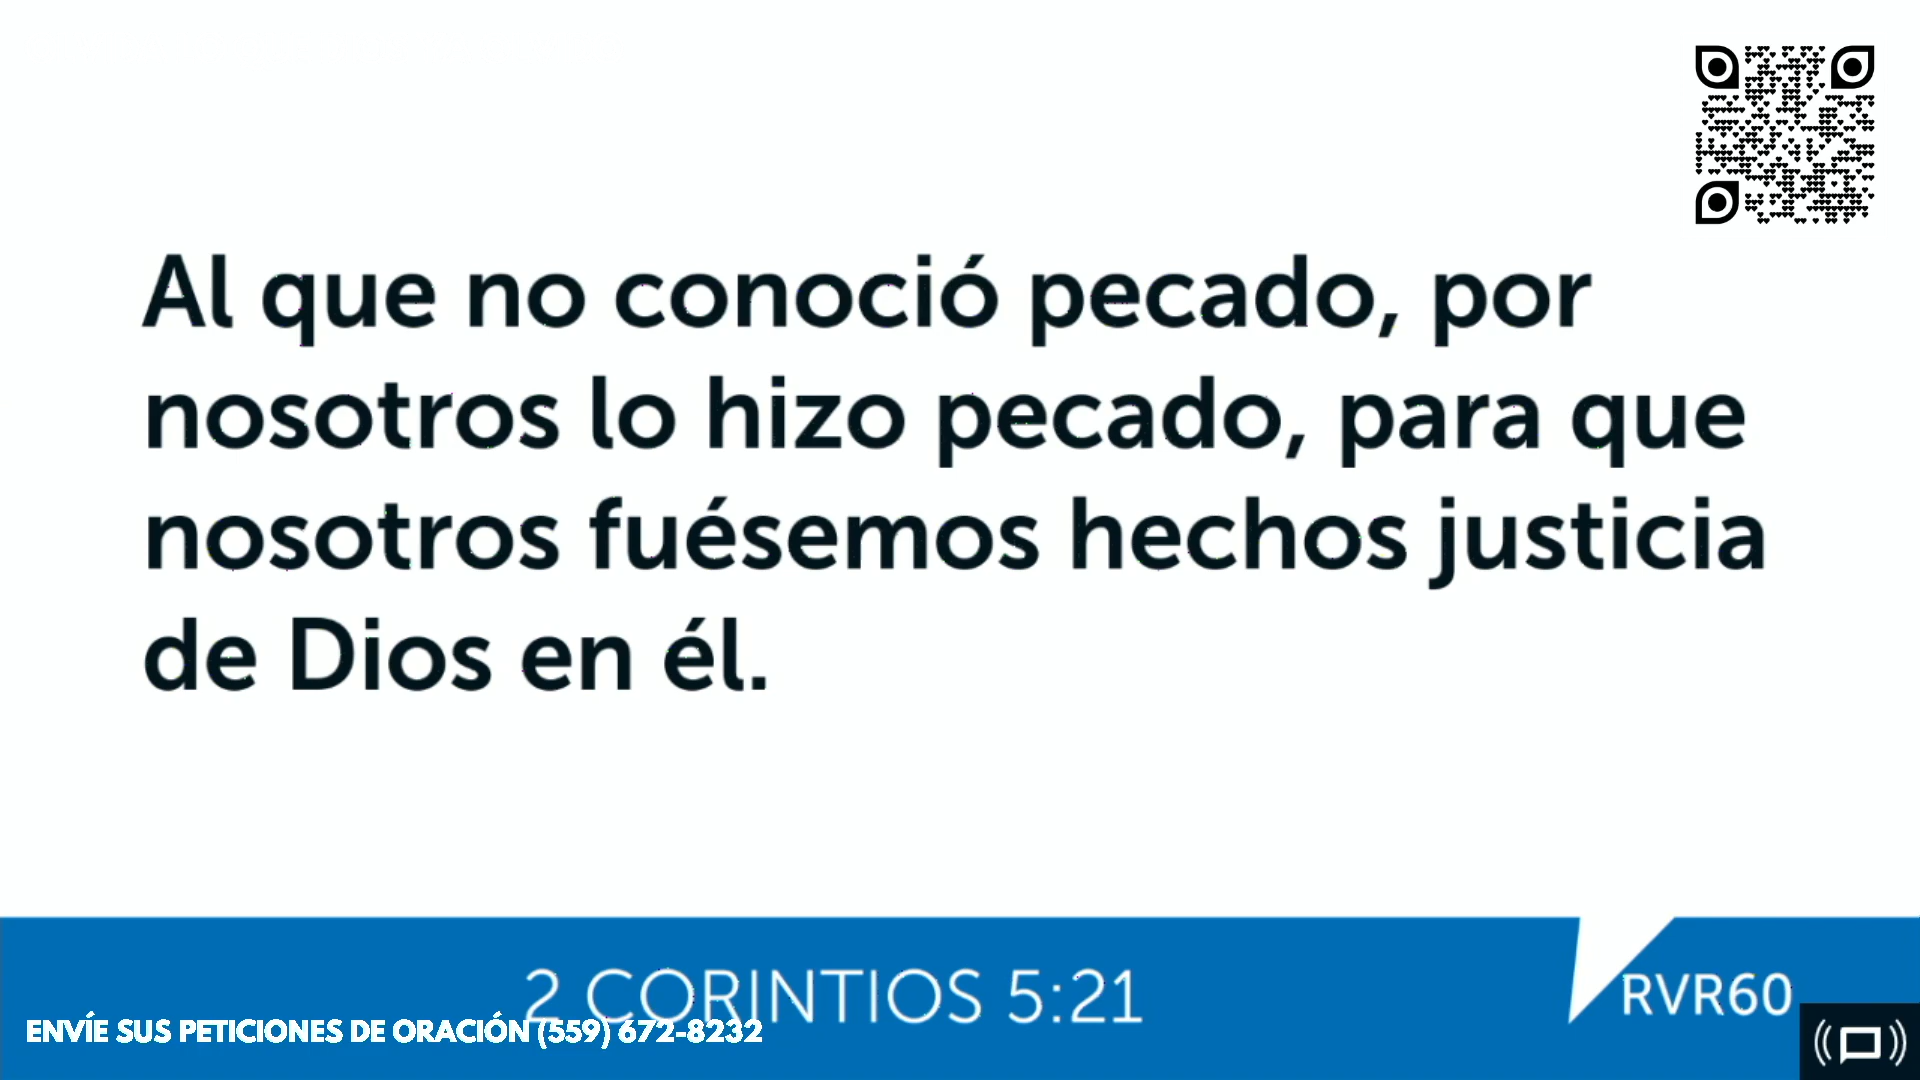 Al que no conoció pecado, por
nosotros lo hizo pecado, para que
nosotros fuésemos hechos justicia
de Dios en él.
2 CORINTIOS 5:21
RVR60
ENVÍE SUS PETICIONES DE ORACIÓN (559) 672-8232